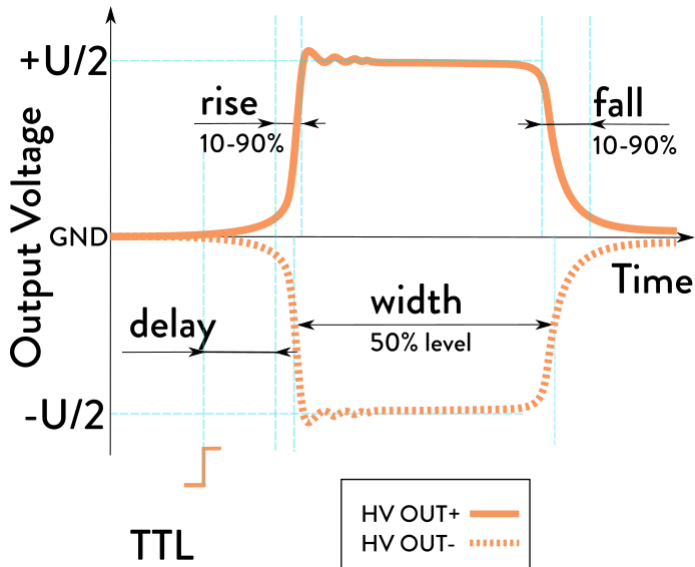 +U/2
rise
10-90%
fall
10-90%
Output Voltage
GND
Time
width
50% level
delay
-U/2
TTL
HV OUT+
HV OUT-